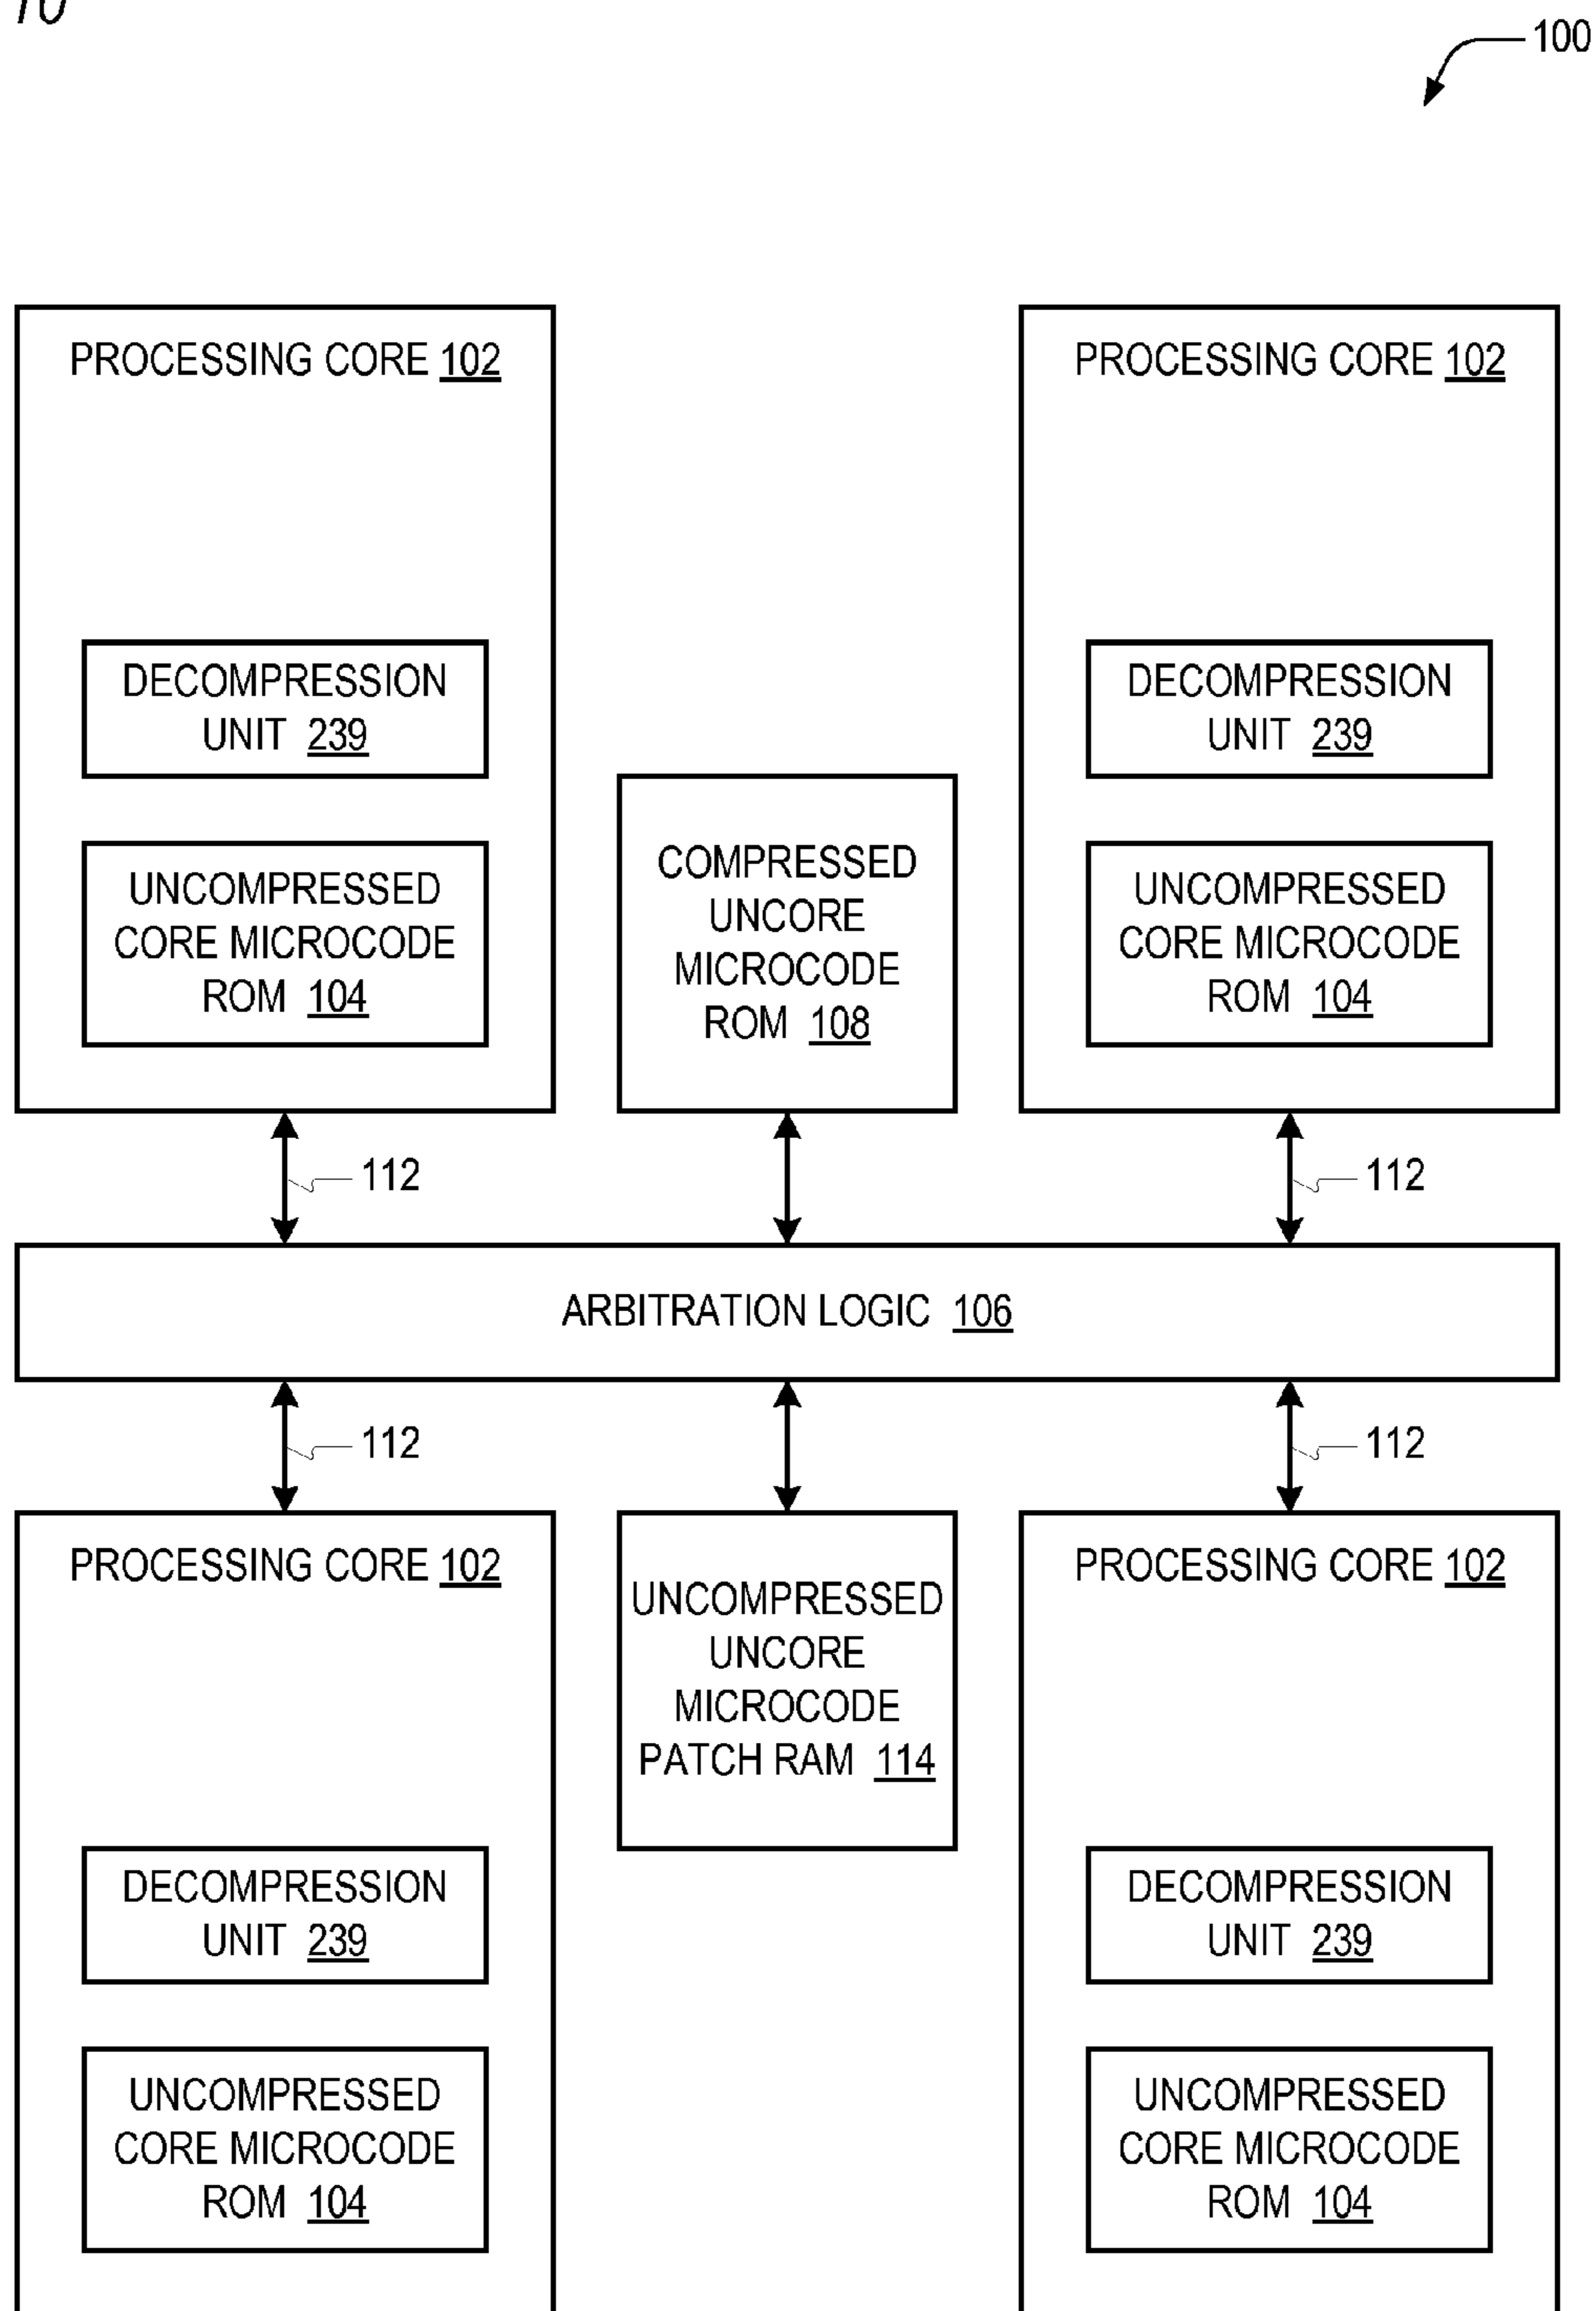 10
100
PROCESSING CORE 102
PROCESSING CORE 102
DECOMPRESSION
UNIT 239
DECOMPRESSION
UNIT 239
UNCOMPRESSED
CORE MICROCODE
ROM 104
COMPRESSED
UNCORE
MICROCODE
ROM 108
UNCOMPRESSED
CORE MICROCODE
ROM 104
112
112
ARBITRATION LOGIC 106
112
112
PROCESSING CORE 102
UNCOMPRESSED
UNCORE
MICROCODE
PATCH RAM 114
PROCESSING CORE 102
DECOMPRESSION
UNIT 239
DECOMPRESSION
UNIT 239
UNCOMPRESSED
CORE MICROCODE
ROM 104
UNCOMPRESSED
CORE MICROCODE
ROM 104